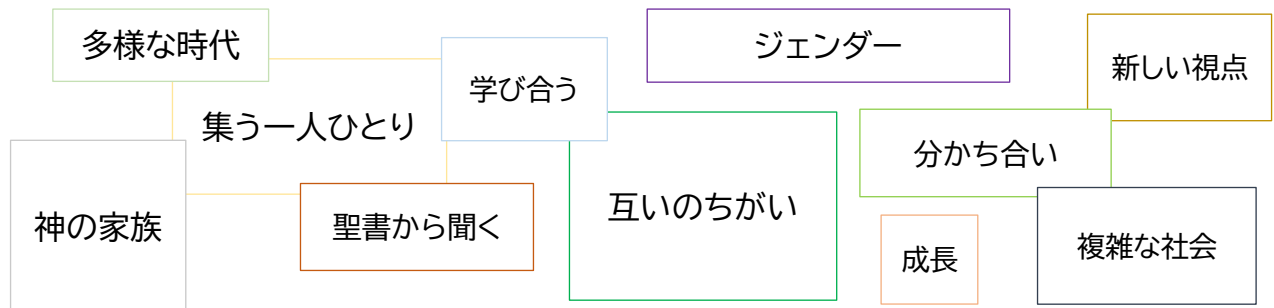 多様な時代
ジェンダー
新しい視点
学び合う
集う一人ひとり
分かち合い
互いのちがい
神の家族
聖書から聞く
複雑な社会
成長